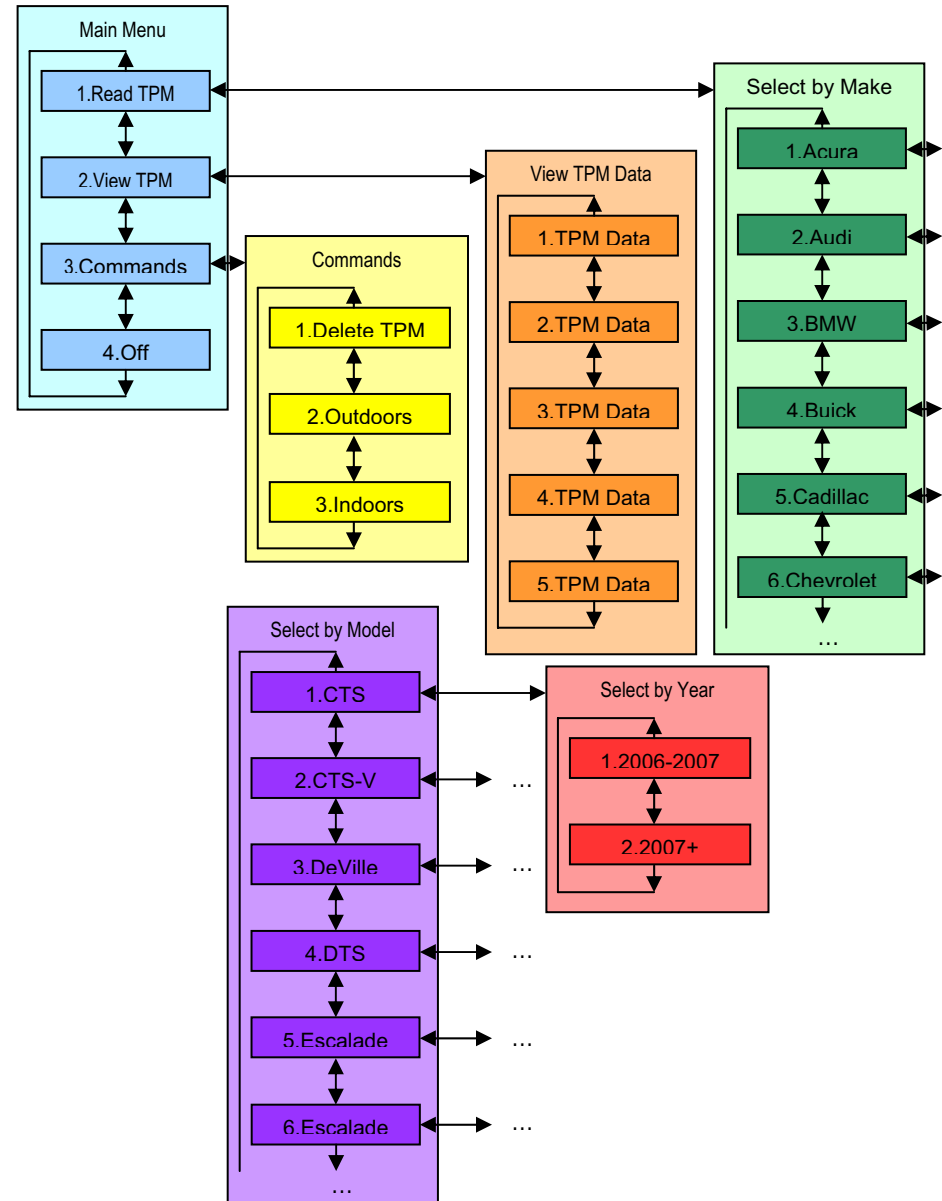 Main Menu
1.Read TPM
2.View TPM
3.Commands
4.Off
Commands
1.Delete TPM
2.Outdoors
3.Indoors
View TPM Data
1.TPM Data
2.TPM Data
3.TPM Data
4.TPM Data
5.TPM Data
Select by Make
1.Acura
2.Audi
3.BMW
4.Buick
5.Cadillac
6.Chevrolet
…
Select by Model
1.CTS
2.CTS-V
…
3.DeVille
…
4.DTS
…
5.Escalade
…
6.Escalade
…
…
Select by Year
1.2006-2007
2.2007+